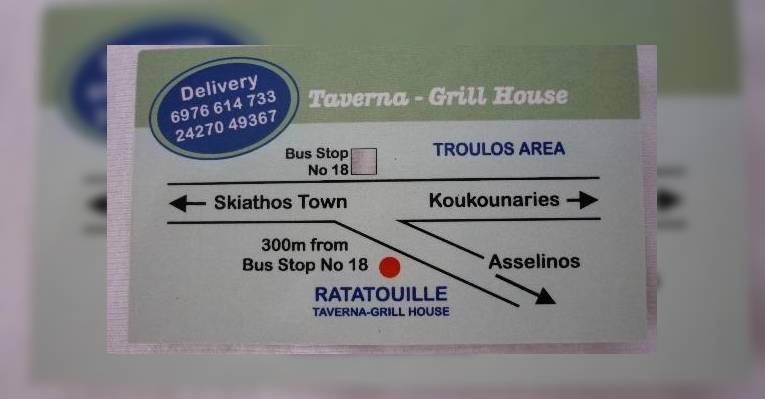 Delivery
6976 614 733
24270 49367
Taverna - Grill House
Bus Stop
No 18
TROULOS AREA
Skiathos Town
Koukounaries
300m from
Bus Stop No 18
Asselinos
RATATOUILLE
TAVERNA-GRILL HOUSE